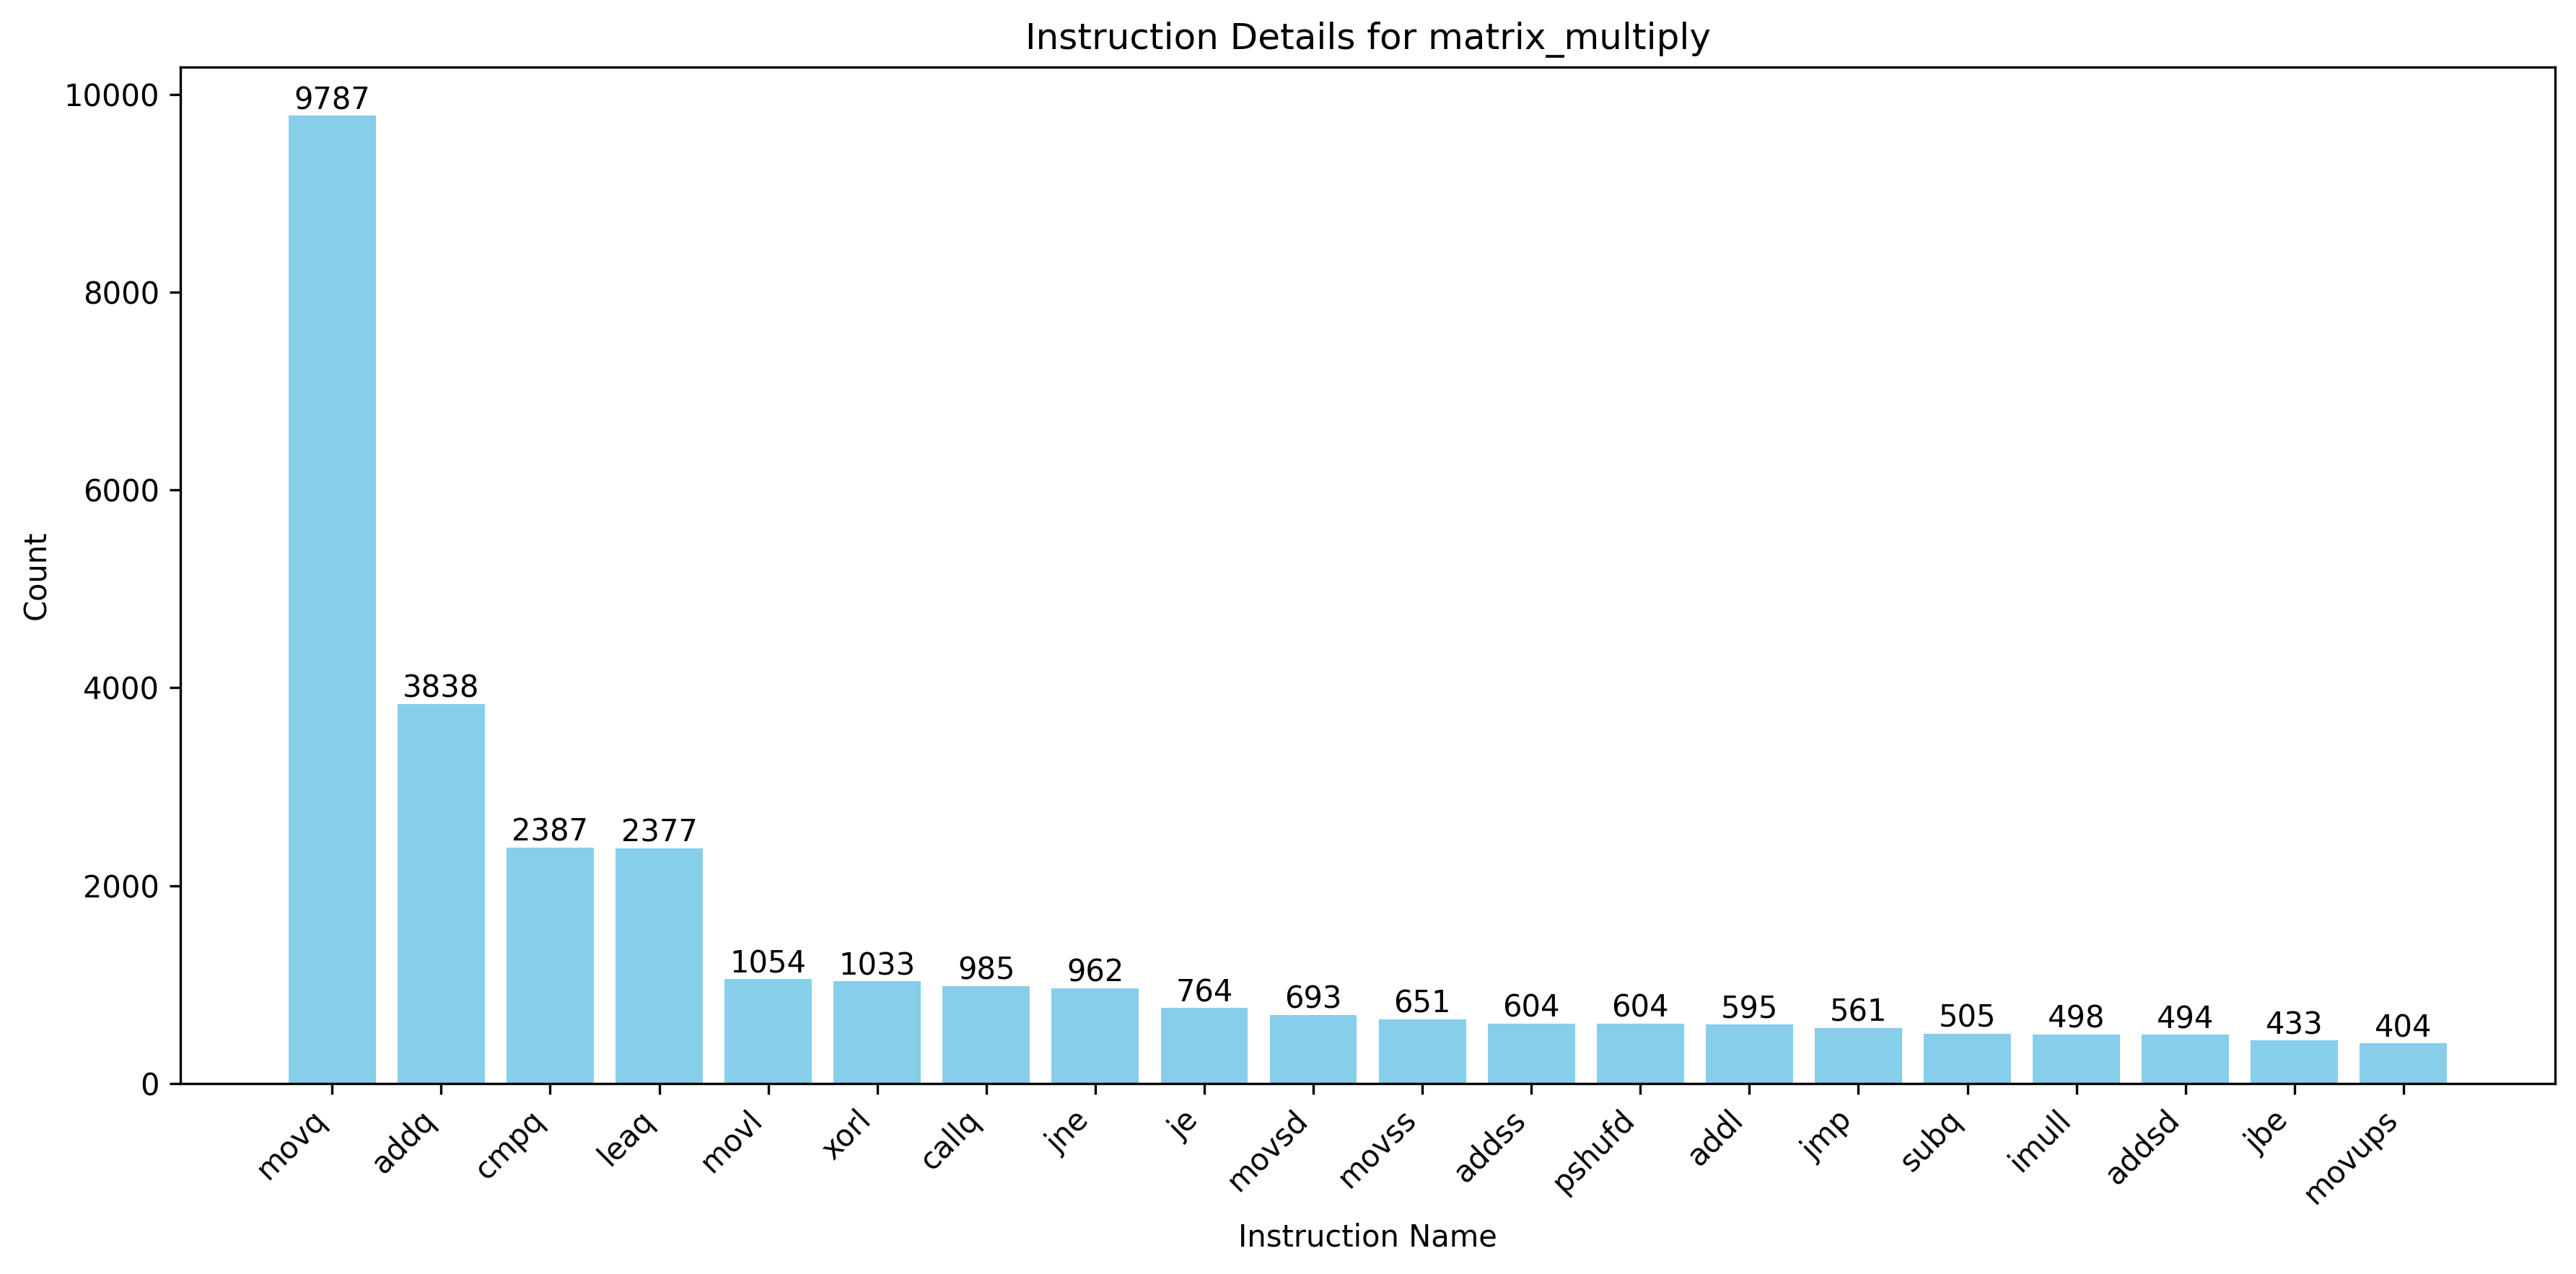 Instruction Details for matrix_multiply
10000
8000
6000
4000
2000
0
Count
9787
3838
2387
2377
1054
1033
985
962
764
693
651
604
604
595
561
505
498
494
433
404
movq
addq
cmpq
leaq
movl
xorl
callq
jne
je
movsd
movss
addss
pshufd
addl
jmp
subq
imull
addsd
jbe
movups
Instruction Name